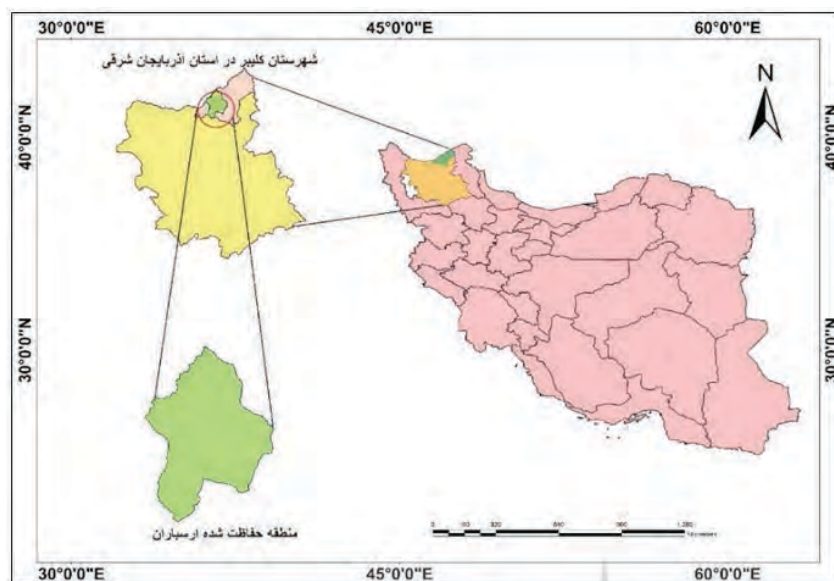 30°0'0"E 45°0'0"E 60°0'0"E
شهرستان کلیبر در استان آذربایجان شرقی
N
40°0'0"N 40°0'0"N
30°0'0"N 30°0'0"N
منطقه حفاظت شده ارسباران
30°0'0"E 45°0'0"E 60°0'0"E